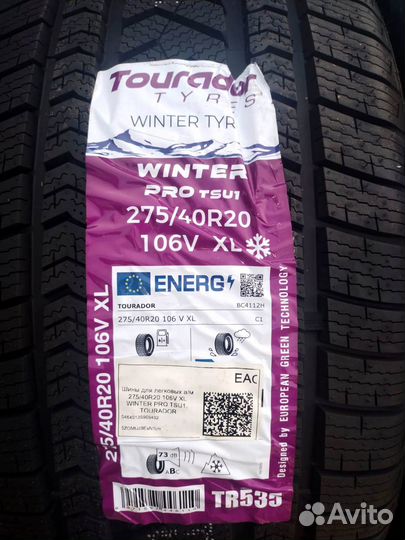 Tourador
TYRES
WINTER TYR
WINTER
PRO TSU1
275/40R20
106V XL
ENERG
TOURADOR
BC4112H
275/40R20 106 V XL
C1
Шины для легковых а/м
275/40R20 106V XL
WINTER PRO TSU1
TOURADOR
EAC
73 dB
ABC
TR535
275/40R20 106V XL
Designed by EUROPEAN GREEN TECHNOLOGY
Avito